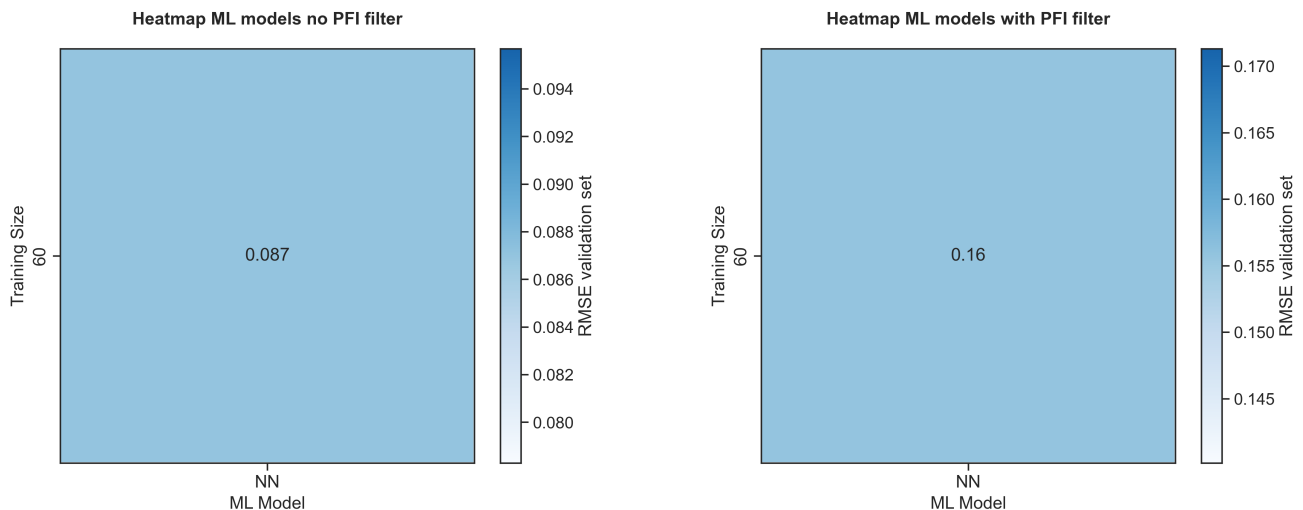 Heatmap ML models no PFI filter
Training Size
60
0.087
NN
ML Model
0.094
0.092
0.090
0.088
0.086
0.084
0.082
0.080
RMSE validation set
Heatmap ML models with PFI filter
Training Size
60
0.16
NN
ML Model
0.170
0.165
0.160
0.155
0.150
0.145
RMSE validation set